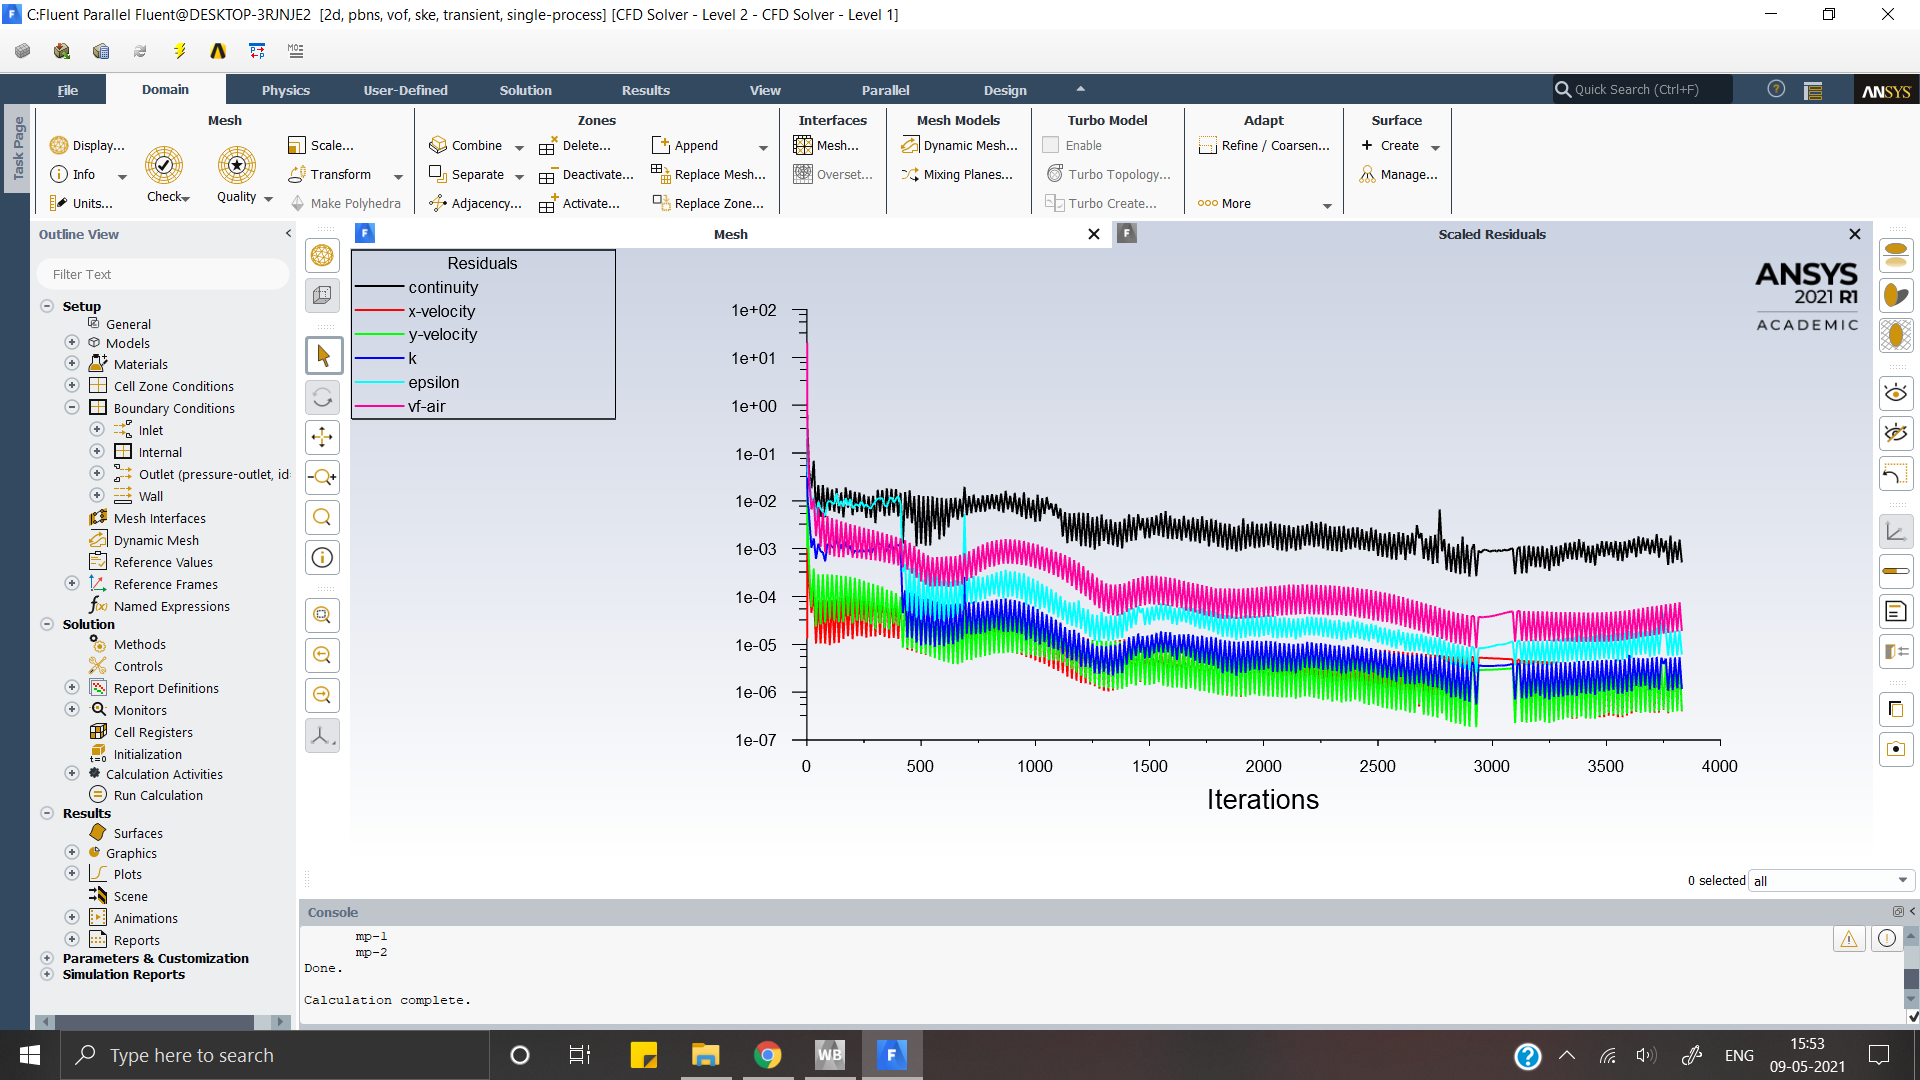 C:Fluent Parallel Fluent@DESKTOP-3RJNJE2 [2d, pbns, vof, ske, transient, single-process] [CFD Solver - Level 2 - CFD Solver - Level 1]
File Domain Physics User-Defined Solution Results View Parallel Design Quick Search (Ctrl+F) ANSYS
Task Page
Mesh
Display...
Info
Units...
Check
Quality
Scale...
Transform
Make Polyhedra
Zones
Combine
Separate
Adjacency...
Delete...
Deactivate...
Activate...
Append
Replace Mesh...
Replace Zone...
Interfaces
Mesh...
Overset...
Mesh Models
Dynamic Mesh...
Mixing Planes...
Turbo Model
Enable
Turbo Topology...
Turbo Create...
Adapt
Refine / Coarsen...
More
Surface
Create
Manage...
Outline View
Filter Text
Setup
General
Models
Materials
Cell Zone Conditions
Boundary Conditions
Inlet
Internal
Outlet (pressure-outlet, id
Wall
Mesh Interfaces
Dynamic Mesh
Reference Values
Reference Frames
Named Expressions
Solution
Methods
Controls
Report Definitions
Monitors
Cell Registers
Initialization
Calculation Activities
Run Calculation
Results
Surfaces
Graphics
Plots
Scene
Animations
Reports
Parameters & Customization
Simulation Reports
Mesh
Scaled Residuals
Residuals
continuity
x-velocity
y-velocity
k
epsilon
vf-air
ANSYS
2021 R1
ACADEMIC
1e+02
1e+01
1e+00
1e-01
1e-02
1e-03
1e-04
1e-05
1e-06
1e-07
0 500 1000 1500 2000 2500 3000 3500 4000
Iterations
0 selected all
Console
mp-1
mp-2
Done.
Calculation complete.
Type here to search
WB
ENG
15:53
09-05-2021